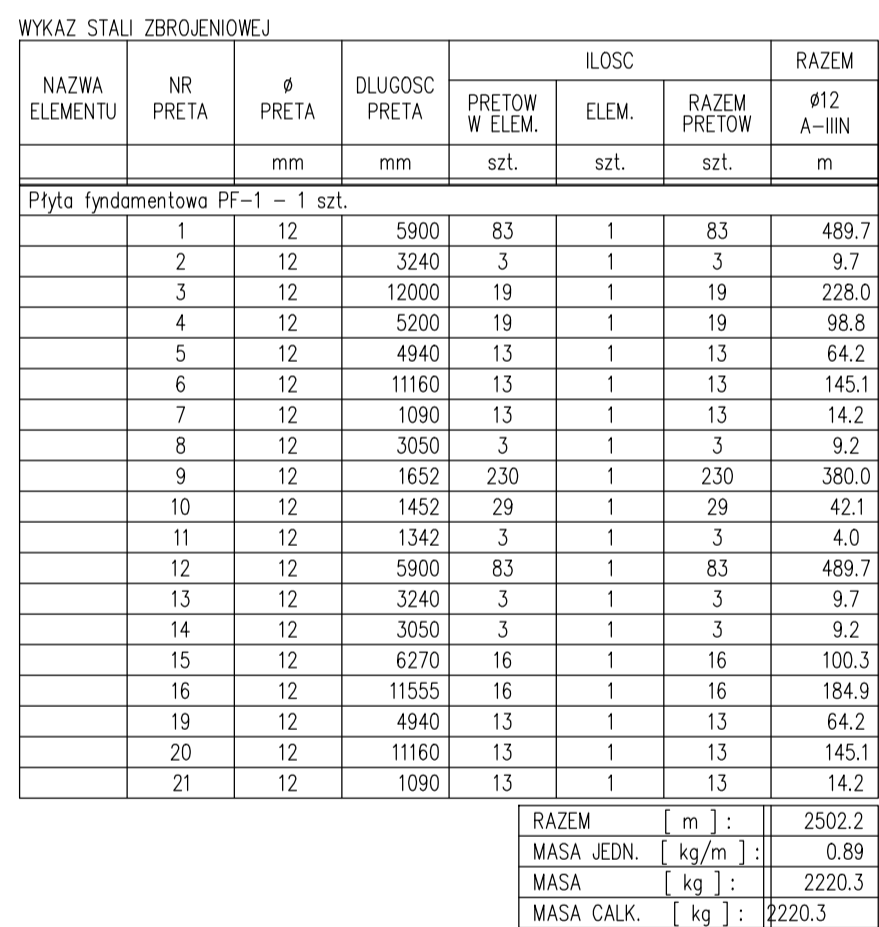 WYKAZ STALI ZBROJENIOWEJ
NAZWA ELEMENTU NR PRETA ø PRETA DLUGOSC PRETA ILOSC RAZEM
PRETOW W ELEM. ELEM. RAZEM PRETOW ø12 A-IIIN
mm mm szt. szt. szt. m
Płyta fyndamentowa PF-1 - 1 szt.
1 12 5900 83 1 83 489.7
2 12 3240 3 1 3 9.7
3 12 12000 19 1 19 228.0
4 12 5200 19 1 19 98.8
5 12 4940 13 1 13 64.2
6 12 11160 13 1 13 145.1
7 12 1090 13 1 13 14.2
8 12 3050 3 1 3 9.2
9 12 1652 230 1 230 380.0
10 12 1452 29 1 29 42.1
11 12 1342 3 1 3 4.0
12 12 5900 83 1 83 489.7
13 12 3240 3 1 3 9.7
14 12 3050 3 1 3 9.2
15 12 6270 16 1 16 100.3
16 12 11555 16 1 16 184.9
19 12 4940 13 1 13 64.2
20 12 11160 13 1 13 145.1
21 12 1090 13 1 13 14.2
RAZEM [ m ] : 2502.2
MASA JEDN. [ kg/m ] : 0.89
MASA [ kg ] : 2220.3
MASA CALK. [ kg ] : 2220.3